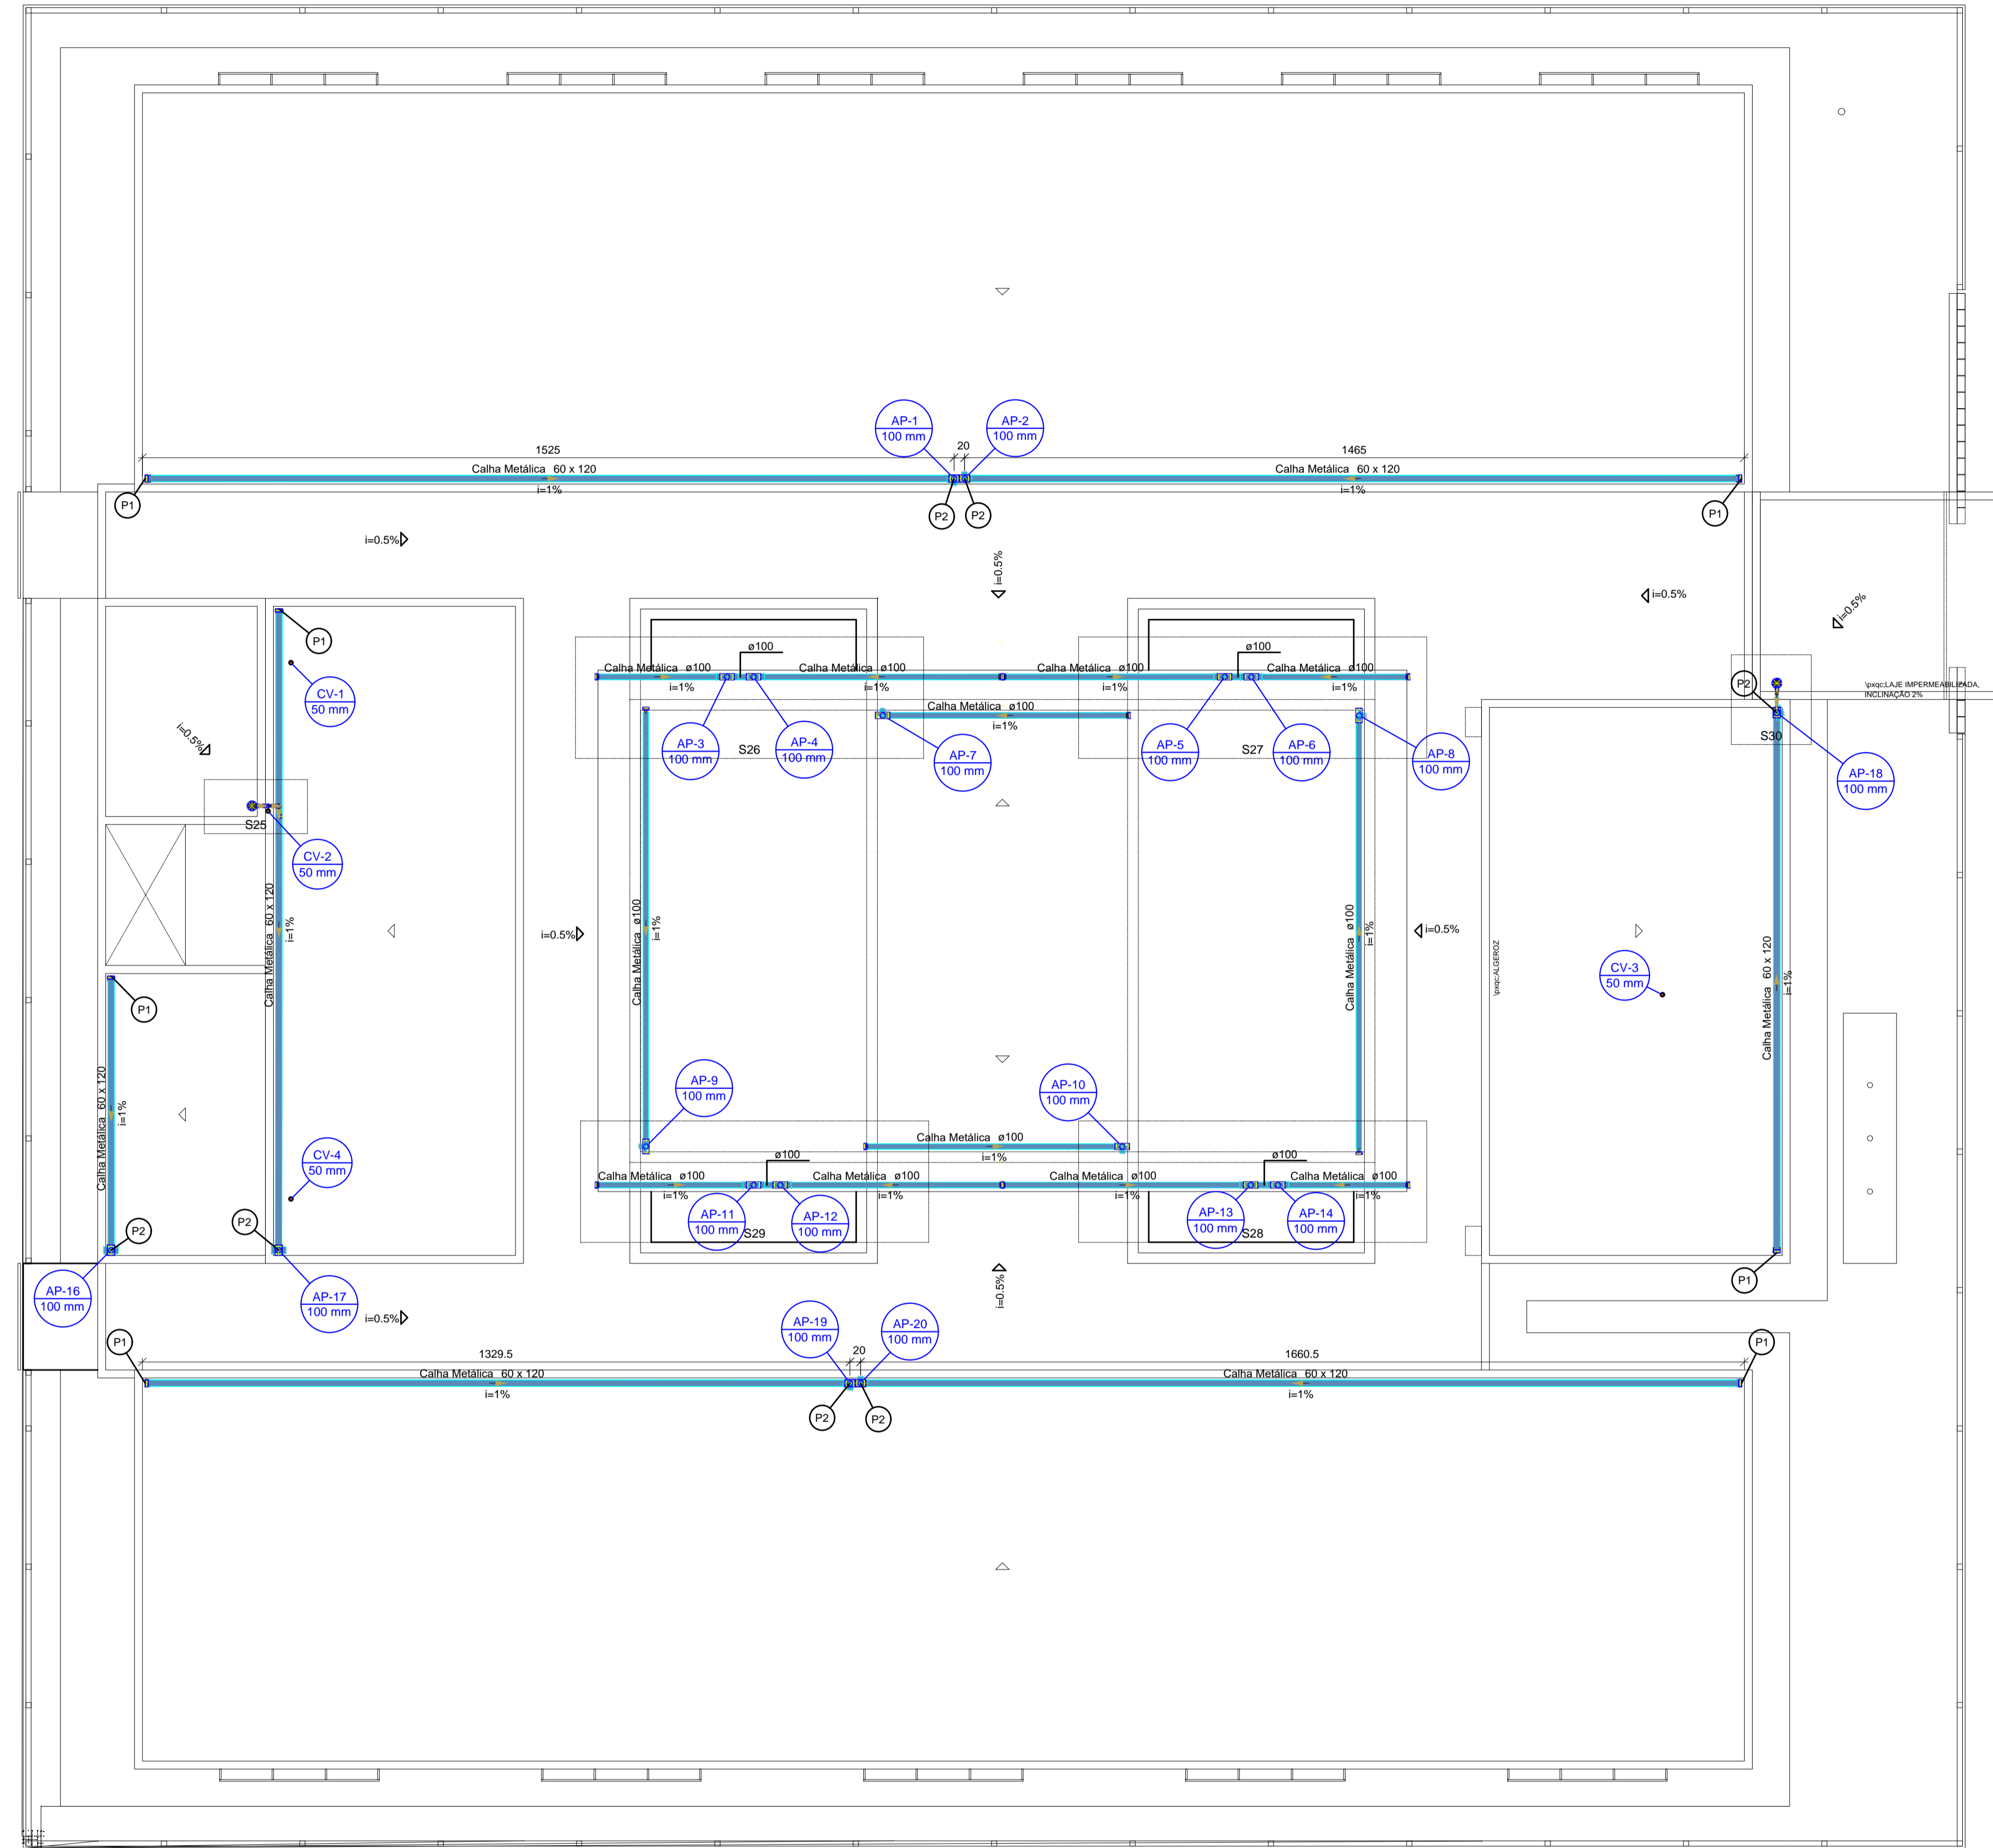 AP-1
100 mm
AP-2
100 mm
1525
20
1465
Calha Metálica 60 x 120
i=1%
Calha Metálica 60 x 120
i=1%
P1
P2
P2
P1
i=0.5%
i=0.5%
i=0.5%
i=0.5%
P1
CV-1
50 mm
i=0.5%
S25
CV-2
50 mm
Calha Metálica 60 x 120
i=1%
ø100
ø100
Calha Metálica ø100
i=1%
Calha Metálica ø100
i=1%
Calha Metálica ø100
i=1%
Calha Metálica ø100
i=1%
Calha Metálica ø100
i=1%
AP-3
100 mm
S26
AP-4
100 mm
AP-7
100 mm
AP-5
100 mm
S27
AP-6
100 mm
AP-8
100 mm
P2
\pxqc;LAJE IMPERMEABILIZADA,
INCLINAÇÃO 2%
S30
AP-18
100 mm
i=0.5%
Calha Metálica ø100
i=1%
Calha Metálica ø100
i=1%
i=0.5%
\pxqc;ALGEROZ
CV-3
50 mm
Calha Metálica 60 x 120
i=1%
P1
Calha Metálica 60 x 120
i=1%
AP-9
100 mm
AP-10
100 mm
CV-4
50 mm
Calha Metálica ø100
i=1%
ø100
ø100
Calha Metálica ø100
i=1%
Calha Metálica ø100
i=1%
Calha Metálica ø100
i=1%
Calha Metálica ø100
i=1%
AP-11
100 mm
S29
AP-12
100 mm
AP-13
100 mm
S28
AP-14
100 mm
P2
P2
AP-16
100 mm
AP-17
100 mm
i=0.5%
i=0.5%
P1
AP-19
100 mm
AP-20
100 mm
P1
P1
1329.5
20
1660.5
Calha Metálica 60 x 120
i=1%
Calha Metálica 60 x 120
i=1%
P2
P2